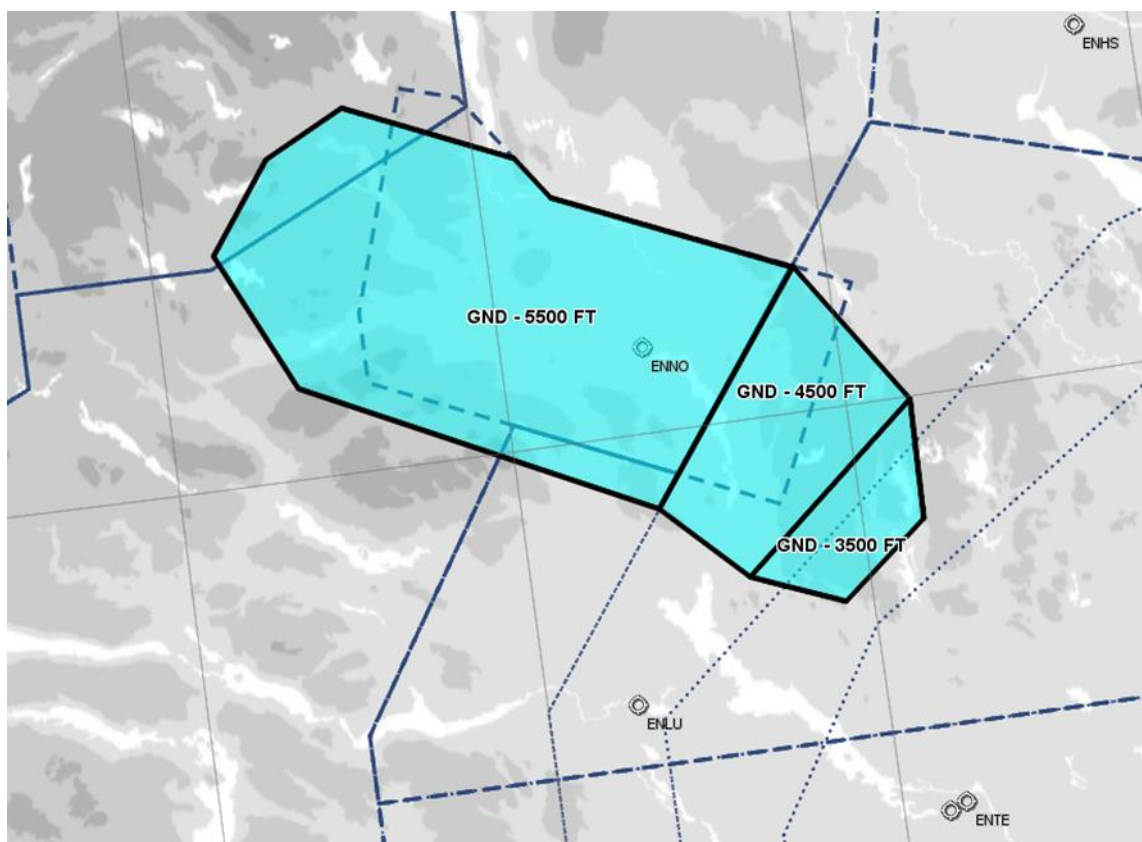 ENHS
GND - 5500 FT
ENNO
GND - 4500 FT
GND - 3500 FT
ENLU
ENTE